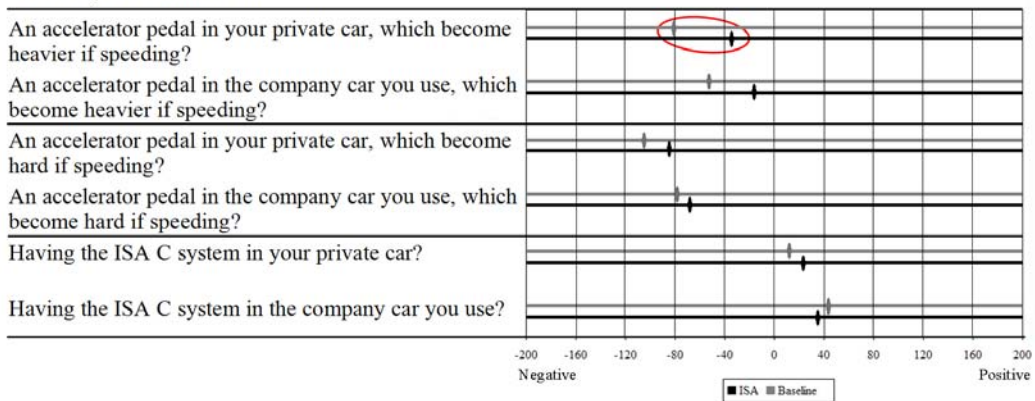 An accelerator pedal in your private car, which become
heavier if speeding?
An accelerator pedal in the company car you use, which
become heavier if speeding?
An accelerator pedal in your private car, which become
hard if speeding?
An accelerator pedal in the company car you use, which
become hard if speeding?
Having the ISA C system in your private car?
Having the ISA C system in the company car you use?
-200 -160 -120 -80 -40 0 40 80 120 160 200
Negative Positive
ISA Baseline